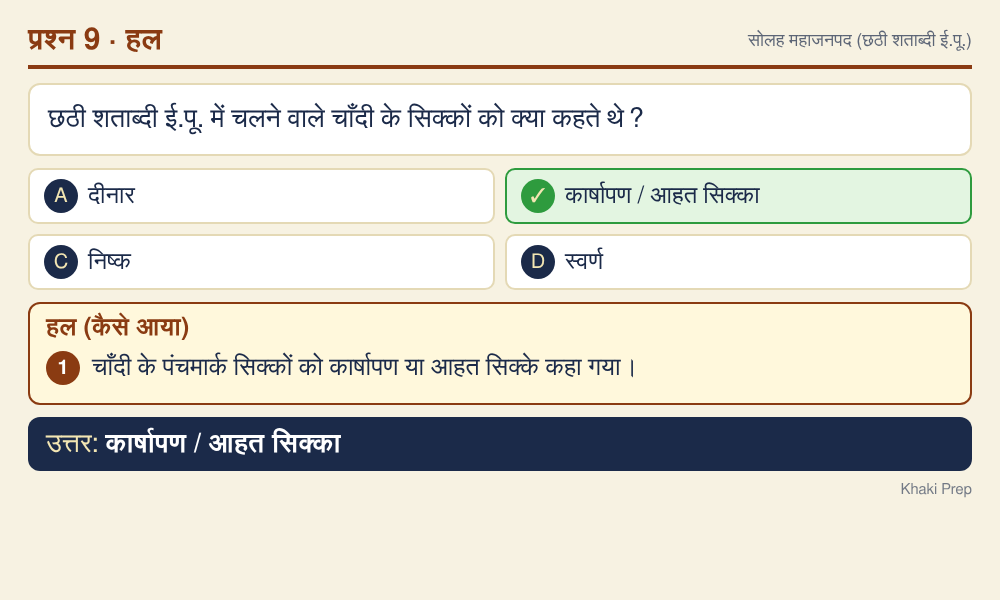 प्रश्न 9 · हल
सोलह महाजनपद (छठी शताब्दी ई.पू.)
छठी शताब्दी ई.पू. में चलने वाले चाँदी के सिक्कों को क्या कहते थे ?
A दीनार
✓ कार्षापण / आहत सिक्का
C निष्क
D स्वर्ण
हल (कैसे आया)
1 चाँदी के पंचमार्क सिक्कों को कार्षापण या आहत सिक्के कहा गया।
उत्तर: कार्षापण / आहत सिक्का
Khaki Prep